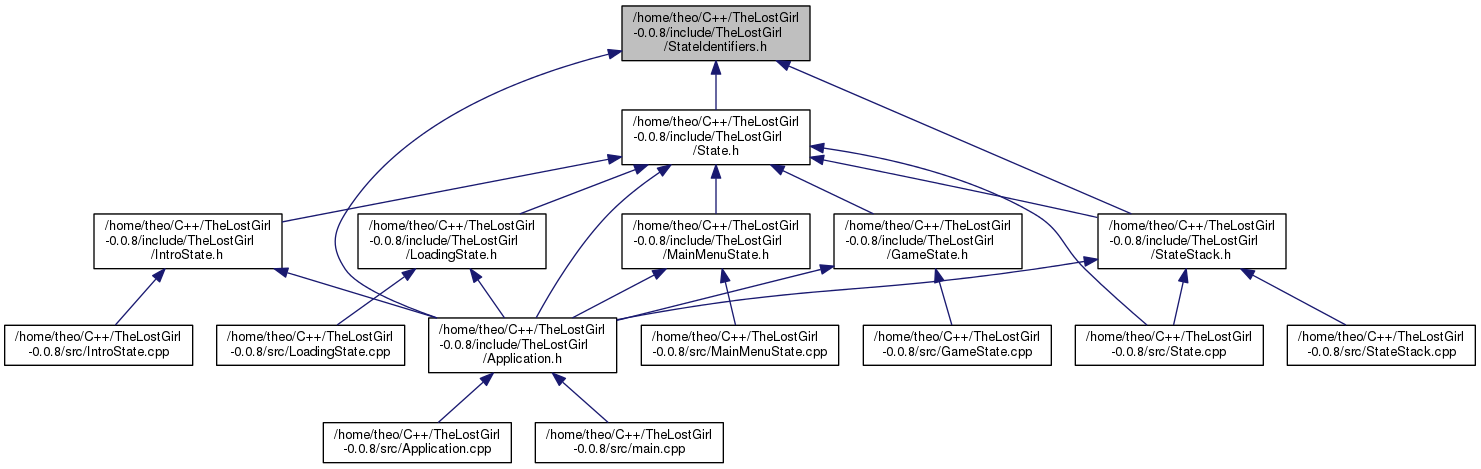 /home/theo/C++/TheLostGirl
-0.0.8/include/TheLostGirl
/StateIdentifiers.h
/home/theo/C++/TheLostGirl
-0.0.8/include/TheLostGirl
/State.h
/home/theo/C++/TheLostGirl
-0.0.8/include/TheLostGirl
/IntroState.h
/home/theo/C++/TheLostGirl
-0.0.8/include/TheLostGirl
/LoadingState.h
/home/theo/C++/TheLostGirl
-0.0.8/include/TheLostGirl
/MainMenuState.h
/home/theo/C++/TheLostGirl
-0.0.8/include/TheLostGirl
/GameState.h
/home/theo/C++/TheLostGirl
-0.0.8/include/TheLostGirl
/StateStack.h
/home/theo/C++/TheLostGirl
-0.0.8/src/IntroState.cpp
/home/theo/C++/TheLostGirl
-0.0.8/src/LoadingState.cpp
/home/theo/C++/TheLostGirl
-0.0.8/include/TheLostGirl
/Application.h
/home/theo/C++/TheLostGirl
-0.0.8/src/MainMenuState.cpp
/home/theo/C++/TheLostGirl
-0.0.8/src/GameState.cpp
/home/theo/C++/TheLostGirl
-0.0.8/src/State.cpp
/home/theo/C++/TheLostGirl
-0.0.8/src/StateStack.cpp
/home/theo/C++/TheLostGirl
-0.0.8/src/Application.cpp
/home/theo/C++/TheLostGirl
-0.0.8/src/main.cpp